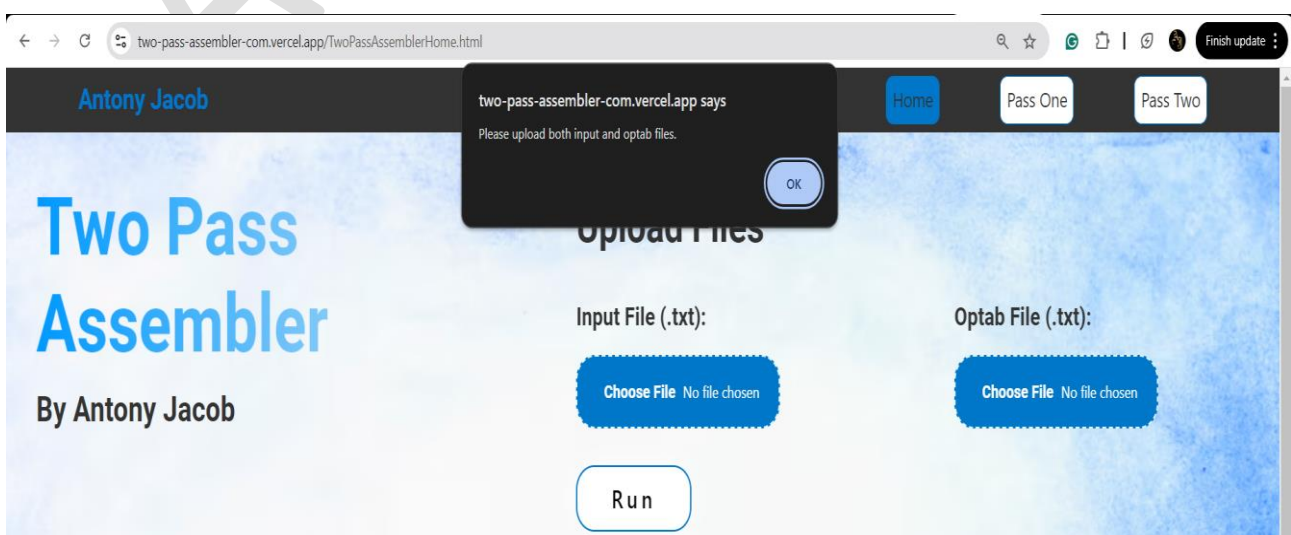 two-pass-assembler-com.vercel.app/TwoPassAssemblerHome.html
Finish update
Antony Jacob
Home
Pass One
Pass Two
two-pass-assembler-com.vercel.app says
Please upload both input and optab files.
OK
Two Pass
Assembler
By Antony Jacob
Upload Files
Input File (.txt):
Optab File (.txt):
Choose File No file chosen
Choose File No file chosen
Run